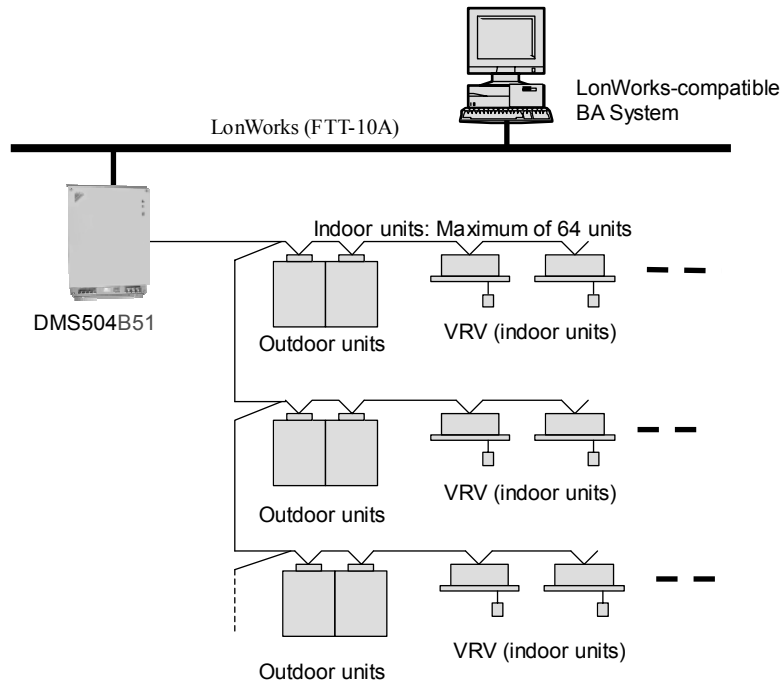 LonWorks-compatible
BA System
LonWorks (FTT-10A)
Indoor units: Maximum of 64 units
DMS504B51
Outdoor units
VRV (indoor units)
Outdoor units
VRV (indoor units)
Outdoor units
VRV (indoor units)